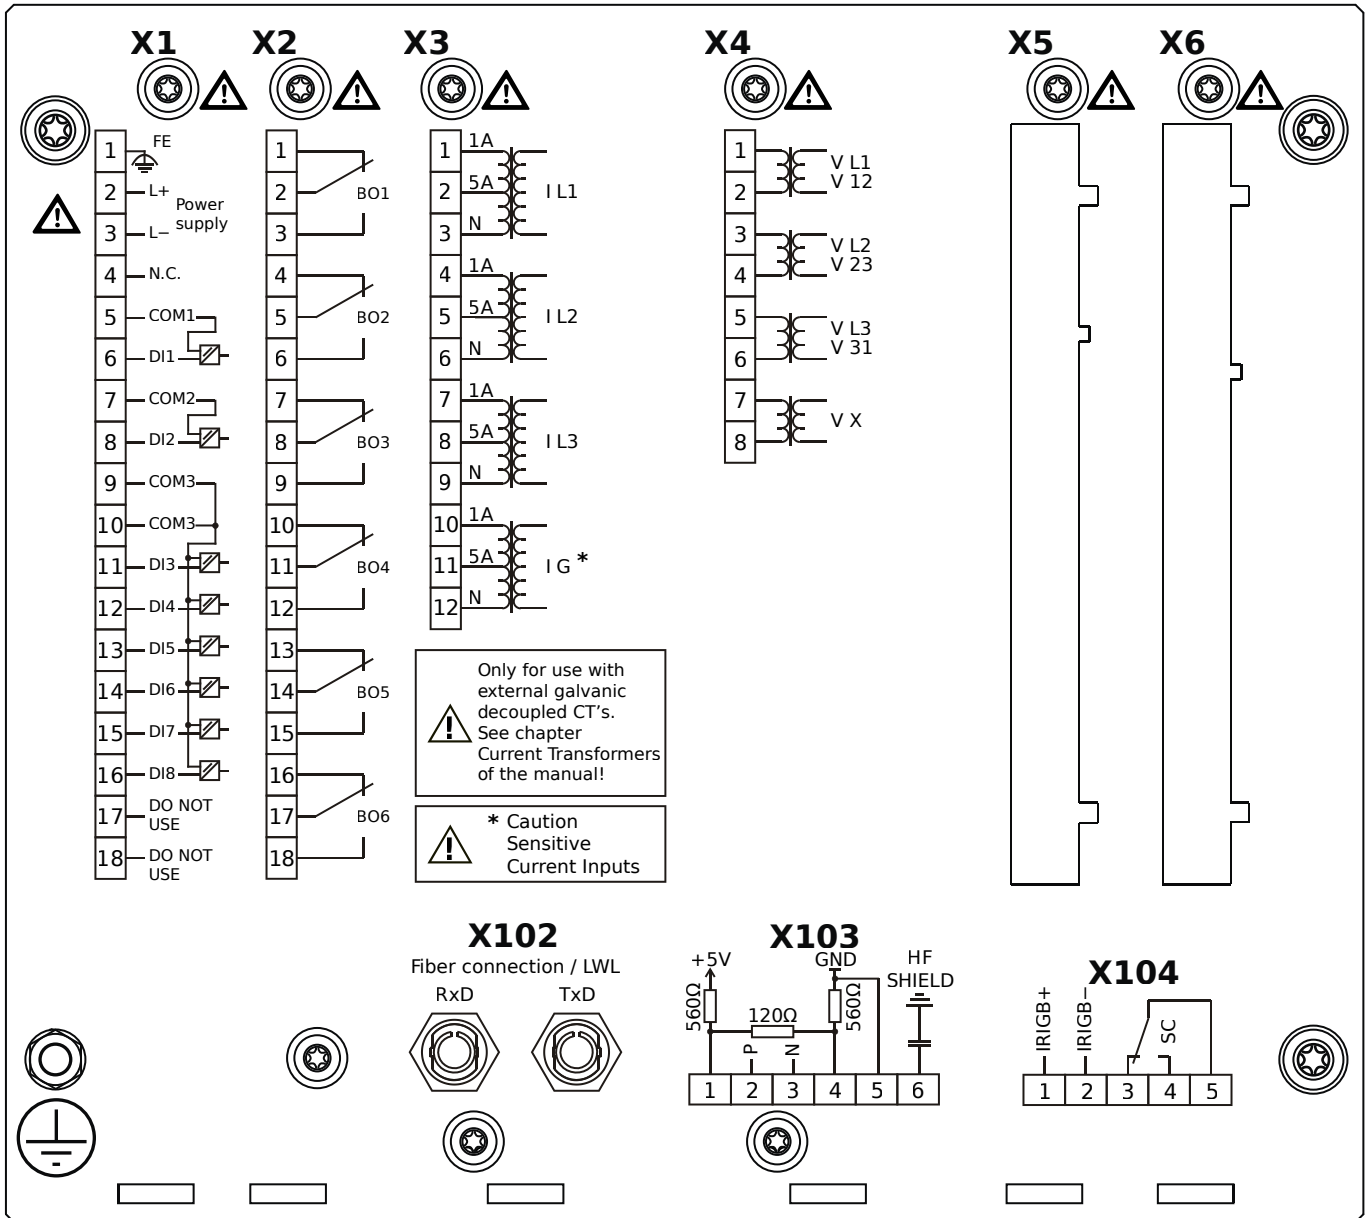 X1
X2
X3
X4
X5
X6
1 FE
2 L+
Power
supply
3 L−
4 N.C.
5 COM1
6 DI1
7 COM2
8 DI2
9 COM3
10 COM3
11 DI3
12 DI4
13 DI5
14 DI6
15 DI7
16 DI8
17 DO NOT
USE
18 DO NOT
USE
1
2 BO1
3
4
5 BO2
6
7
8 BO3
9
10
11 BO4
12
13
14 BO5
15
16
17 BO6
18
1 1A
2 5A I L1
3 N
4 1A
5 5A I L2
6 N
7 1A
8 5A I L3
9 N
10 1A
11 5A I G *
12 N
Only for use with
external galvanic
decoupled CT's.
See chapter
Current Transformers
of the manual!
* Caution
Sensitive
Current Inputs
1 V L1
2 V 12
3 V L2
4 V 23
5 V L3
6 V 31
7 V X
8
X102
Fiber connection / LWL
RxD TxD
X103
+5V GND HF
SHIELD
560Ω 120Ω 560Ω
P N
1 2 3 4 5 6
X104
IRIGB+ IRIGB− SC
1 2 3 4 5